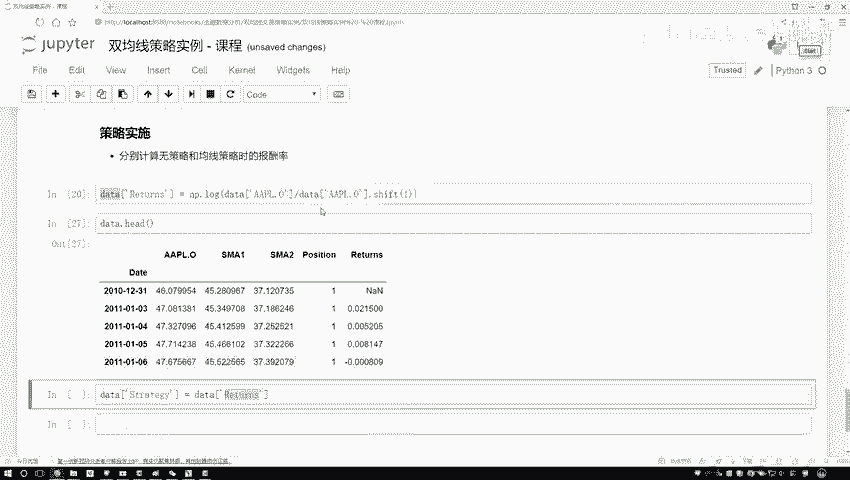 双均线策略实例 - 课程
jupyter 双均线策略实例 - 课程 (unsaved changes)
File Edit View Insert Cell Kernel Widgets Help
Trusted Python 3
Code
策略实施
分别计算无策略和均线策略时的报酬率
In [20]: data['Returns'] = np.log(data['AAPL.O']/data['AAPL.O'].shift(1))
In [27]: data.head()
Out[27]:
AAPL.O SMA1 SMA2 Position Returns
Date
2010-12-31 46.079954 45.280967 37.120735 1 NaN
2011-01-03 47.081381 45.349708 37.186246 1 0.021500
2011-01-04 47.327096 45.412599 37.252521 1 0.005205
2011-01-05 47.714238 45.466102 37.322266 1 0.008147
2011-01-06 47.675667 45.522565 37.392079 1 -0.000809
In [ ]: data['Strategy'] = data['Returns']
In [ ]: